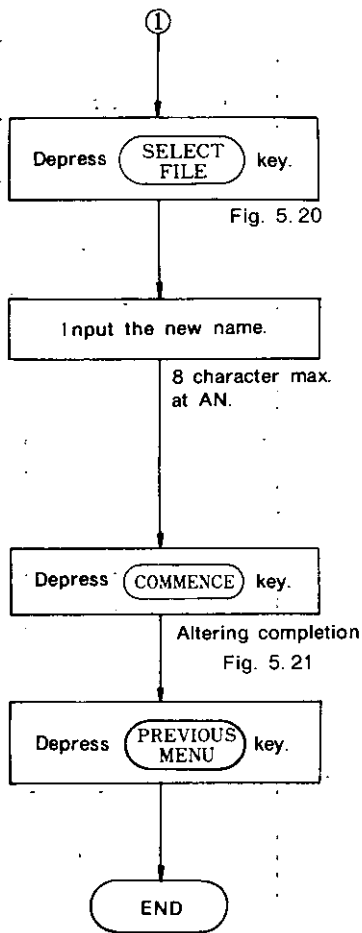 ①
Depress SELECT FILE key.
Fig. 5.20
Input the new name.
8 character max.
at AN.
Depress COMMENCE key.
Altering completion
Fig. 5.21
Depress PREVIOUS MENU key.
END